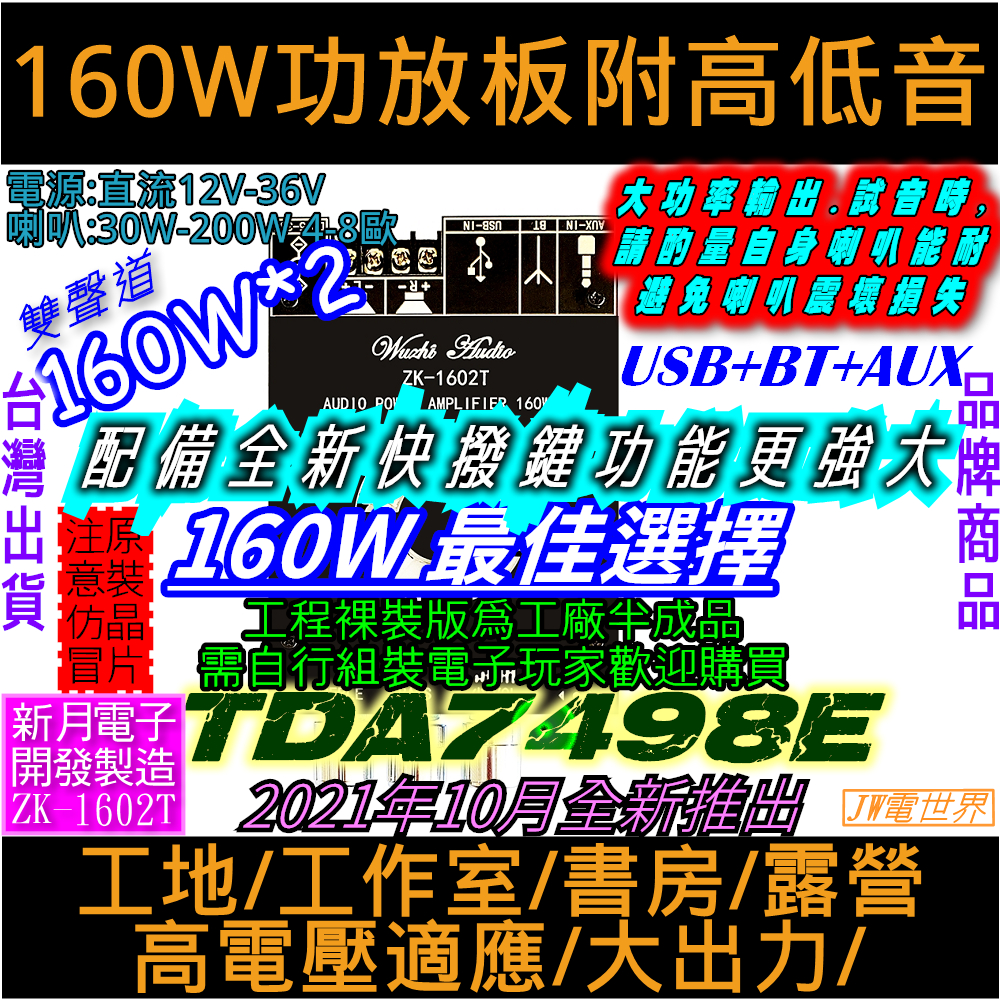 160W功放板附高低音
電源:直流12V-36V
喇叭:30W-200W 4-8歐
大功率輸出.試音時,
請酌量自身喇叭能耐
避免喇叭震壞損失
USB-IN
BT
AUX-IN
雙聲道
160W*2
Wuzhi Audio
ZK-1602T
USB+BT+AUX
台灣出貨
品牌商品
配備全新快撥鍵功能更強大
160W 最佳選擇
注意仿冒
原裝晶片
工程裸裝版為工廠半成品
需自行組裝電子玩家歡迎購買
TDA7498E
新月電子
開發製造
ZK-1602T
2021年10月全新推出
JW電世界
工地/工作室/書房/露營
高電壓適應/大出力/